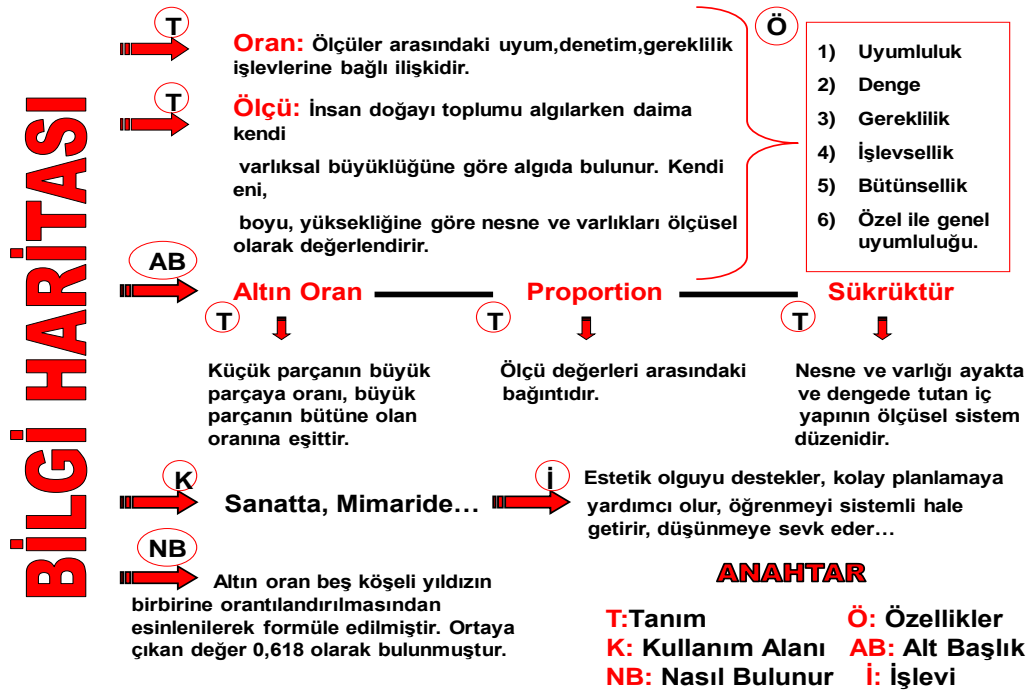 BİLGİ HARİTASI
T
Oran: Ölçüler arasındaki uyum,denetim,gereklilik
işlevlerine bağlı ilişkidir.
T
Ölçü: İnsan doğayı toplumu algılarken daima
kendi
varlıksal büyüklüğüne göre algıda bulunur. Kendi
eni,
boyu, yüksekliğine göre nesne ve varlıkları ölçüsel
olarak değerlendirir.
Ö
1) Uyumluluk
2) Denge
3) Gereklilik
4) İşlevsellik
5) Bütünsellik
6) Özel ile genel
uyumluluğu.
AB
Altın Oran
Proportion
Sükrüktür
T
T
T
Küçük parçanın büyük
parçaya oranı, büyük
parçanın bütüne olan
oranına eşittir.
Ölçü değerleri arasındaki
bağıntıdır.
Nesne ve varlığı ayakta
ve dengede tutan iç
yapının ölçüsel sistem
düzenidir.
K
Sanatta, Mimaride…
İ
Estetik olguyu destekler, kolay planlamaya
yardımcı olur, öğrenmeyi sistemli hale
getirir, düşünmeye sevk eder…
NB
Altın oran beş köşeli yıldızın
birbirine orantılandırılmasından
esinlenilerek formüle edilmiştir. Ortaya
çıkan değer 0,618 olarak bulunmuştur.
ANAHTAR
T:Tanım Ö: Özellikler
K: Kullanım Alanı AB: Alt Başlık
NB: Nasıl Bulunur İ: İşlevi